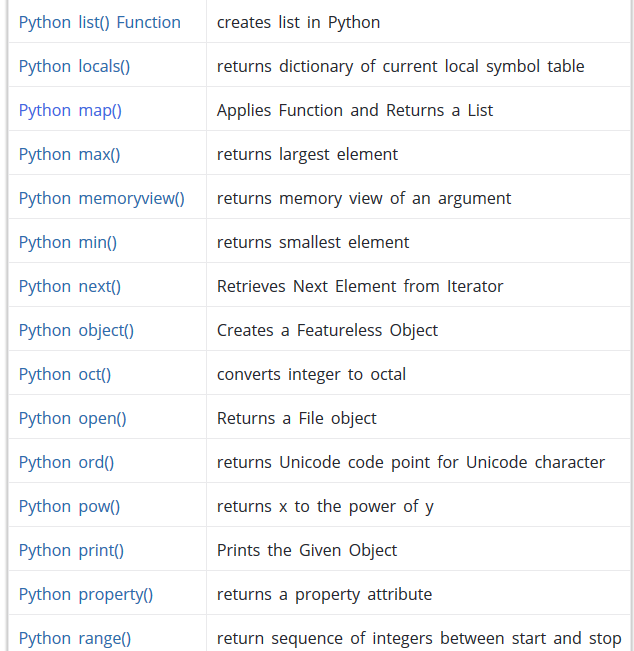 Python list() Function creates list in Python
Python locals() returns dictionary of current local symbol table
Python map() Applies Function and Returns a List
Python max() returns largest element
Python memoryview() returns memory view of an argument
Python min() returns smallest element
Python next() Retrieves Next Element from Iterator
Python object() Creates a Featureless Object
Python oct() converts integer to octal
Python open() Returns a File object
Python ord() returns Unicode code point for Unicode character
Python pow() returns x to the power of y
Python print() Prints the Given Object
Python property() returns a property attribute
Python range() return sequence of integers between start and stop